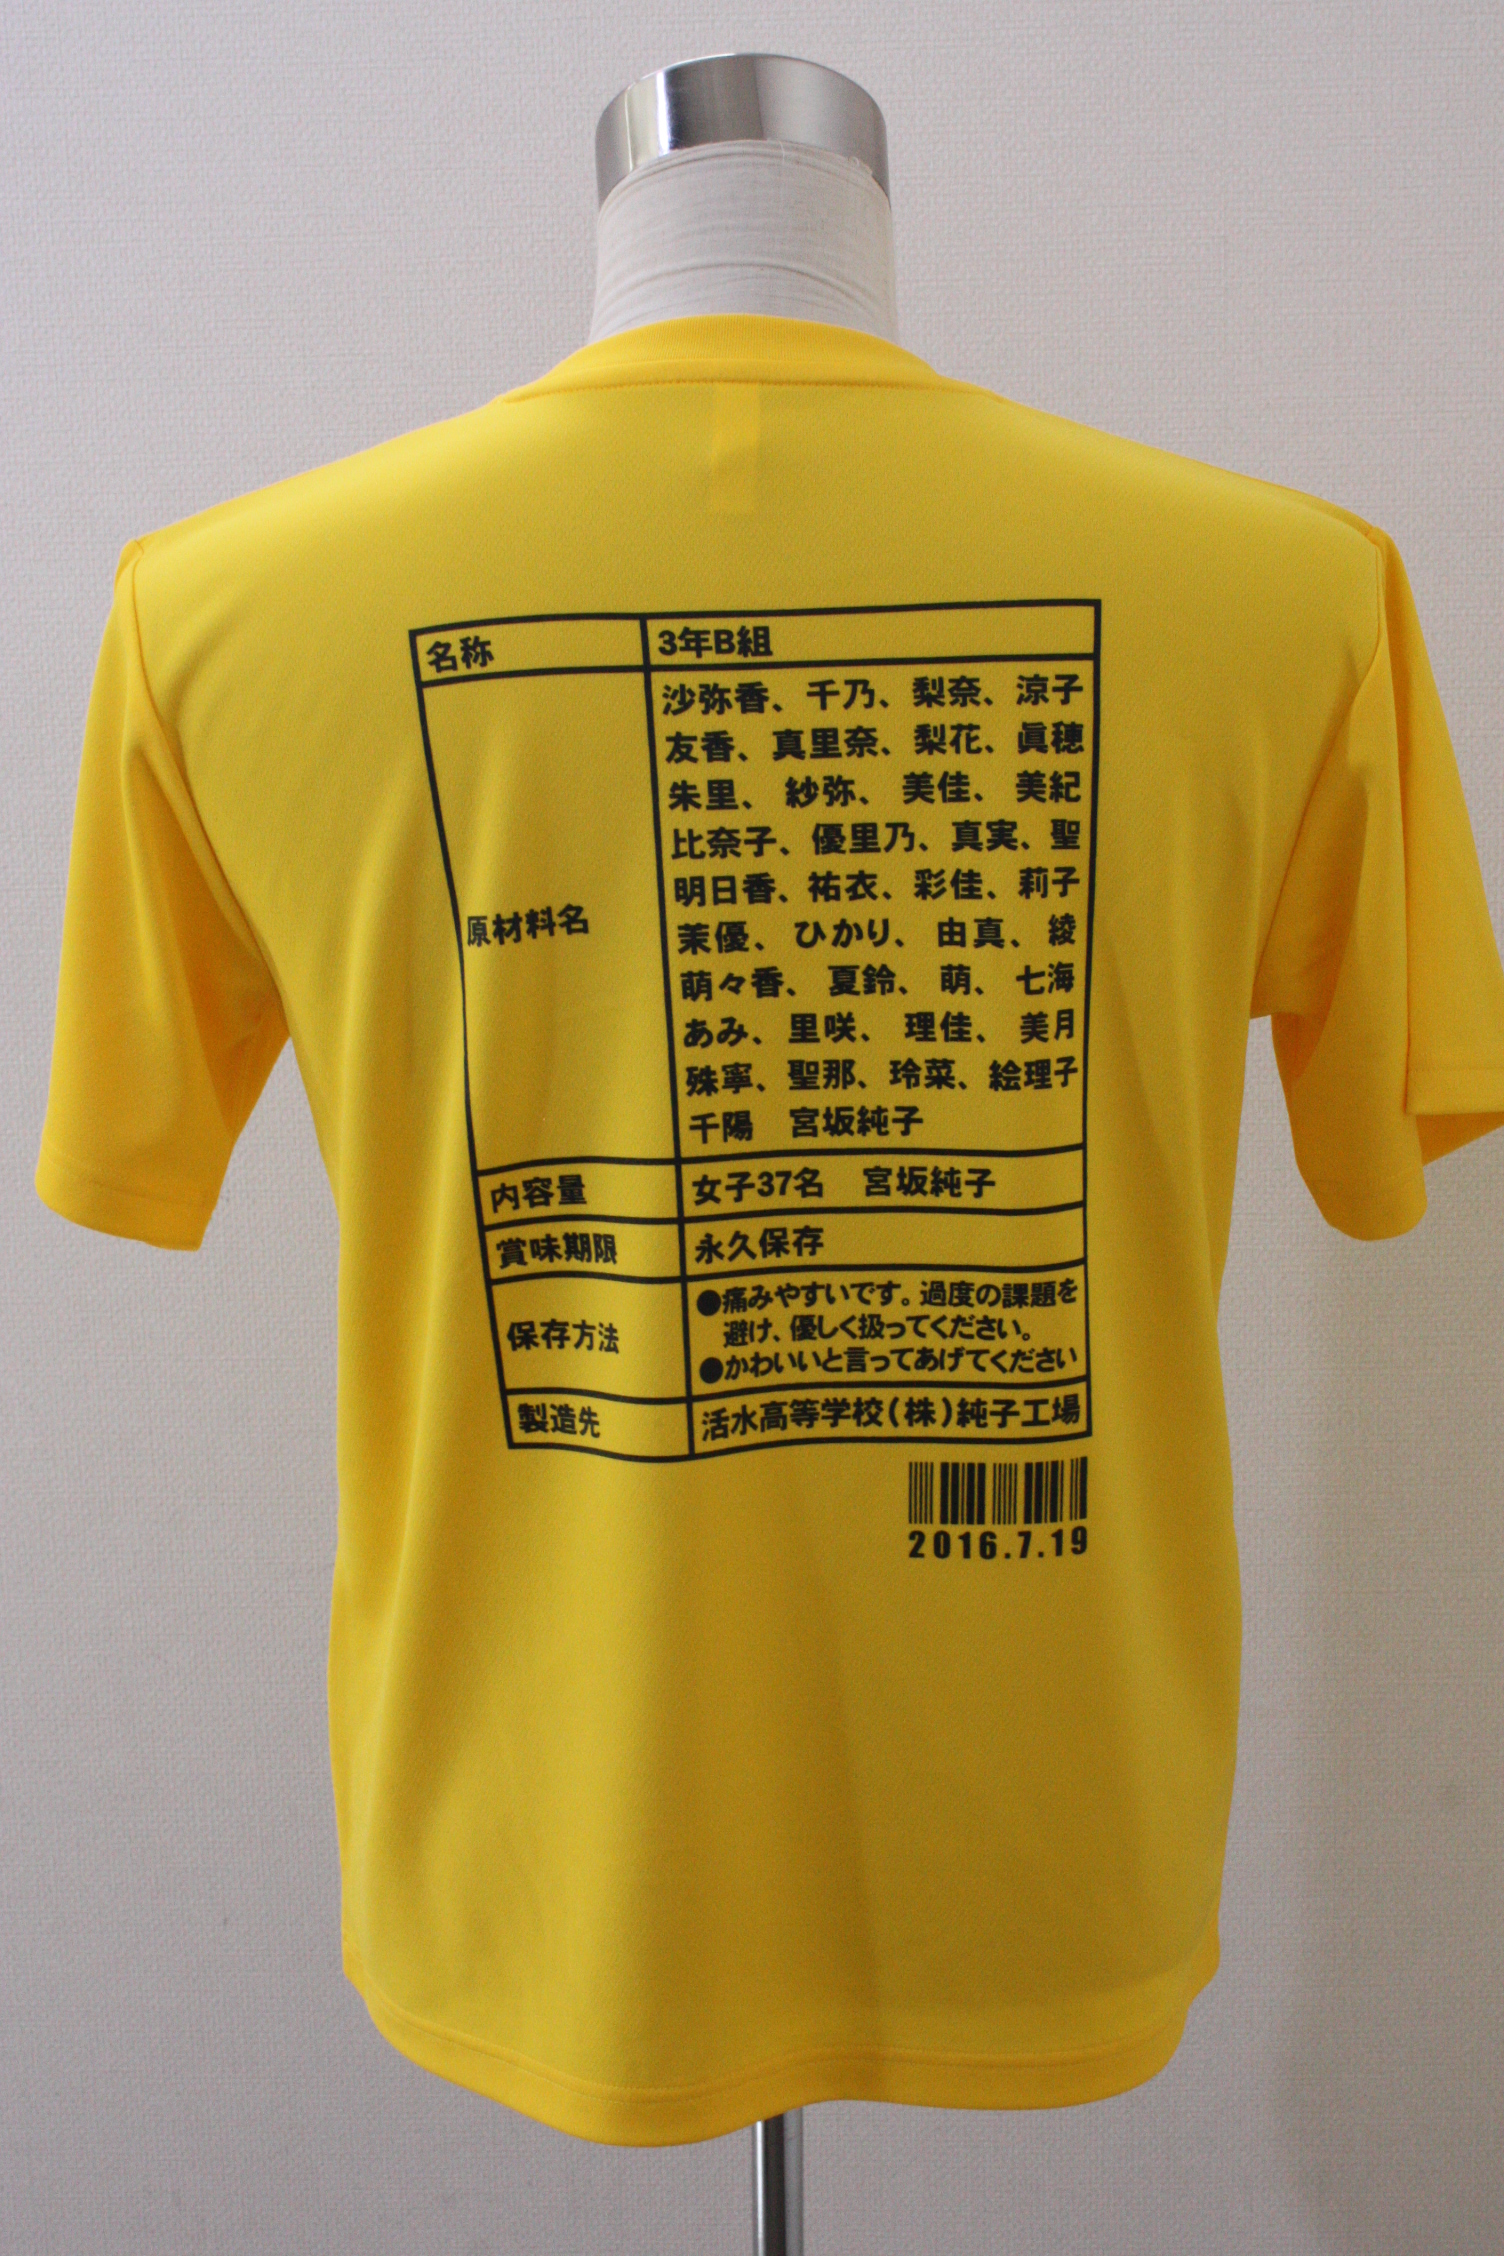 名称 3年B組
沙弥香、千乃、梨奈、涼子
友香、真里奈、梨花、眞穂
朱里、紗弥、美佳、美紀
比奈子、優里乃、真実、聖
明日香、祐衣、彩佳、莉子
原材料名 茉優、ひかり、由真、綾
萌々香、夏鈴、萌、七海
あみ、里咲、理佳、美月
殊寧、聖那、玲菜、絵理子
千陽 宮坂純子
内容量 女子37名 宮坂純子
賞味期限 永久保存
保存方法 ●痛みやすいです。過度の課題を
避け、優しく扱ってください。
●かわいいと言ってあげてください
製造先 活水高等学校(株)純子工場
2016.7.19